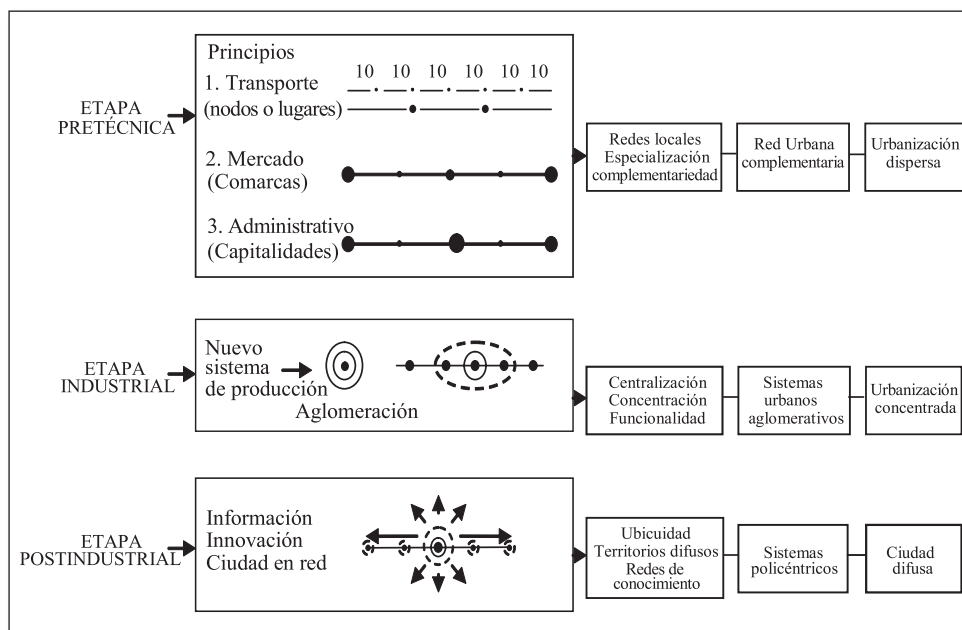 ETAPA
PRETÉCNICA
Principios
10 10 10 10 10 10
1. Transporte
(nodos o lugares)
2. Mercado
(Comarcas)
3. Administrativo
(Capitalidades)
Redes locales
Especialización
complementariedad
Red Urbana
complementaria
Urbanización
dispersa
ETAPA
INDUSTRIAL
Nuevo
sistema
de producción
Aglomeración
Centralización
Concentración
Funcionalidad
Sistemas
urbanos
aglomerativos
Urbanización
concentrada
ETAPA
POSTINDUSTRIAL
Información
Innovación
Ciudad en red
Ubicuidad
Territorios difusos
Redes de
conocimiento
Sistemas
policéntricos
Ciudad
difusa